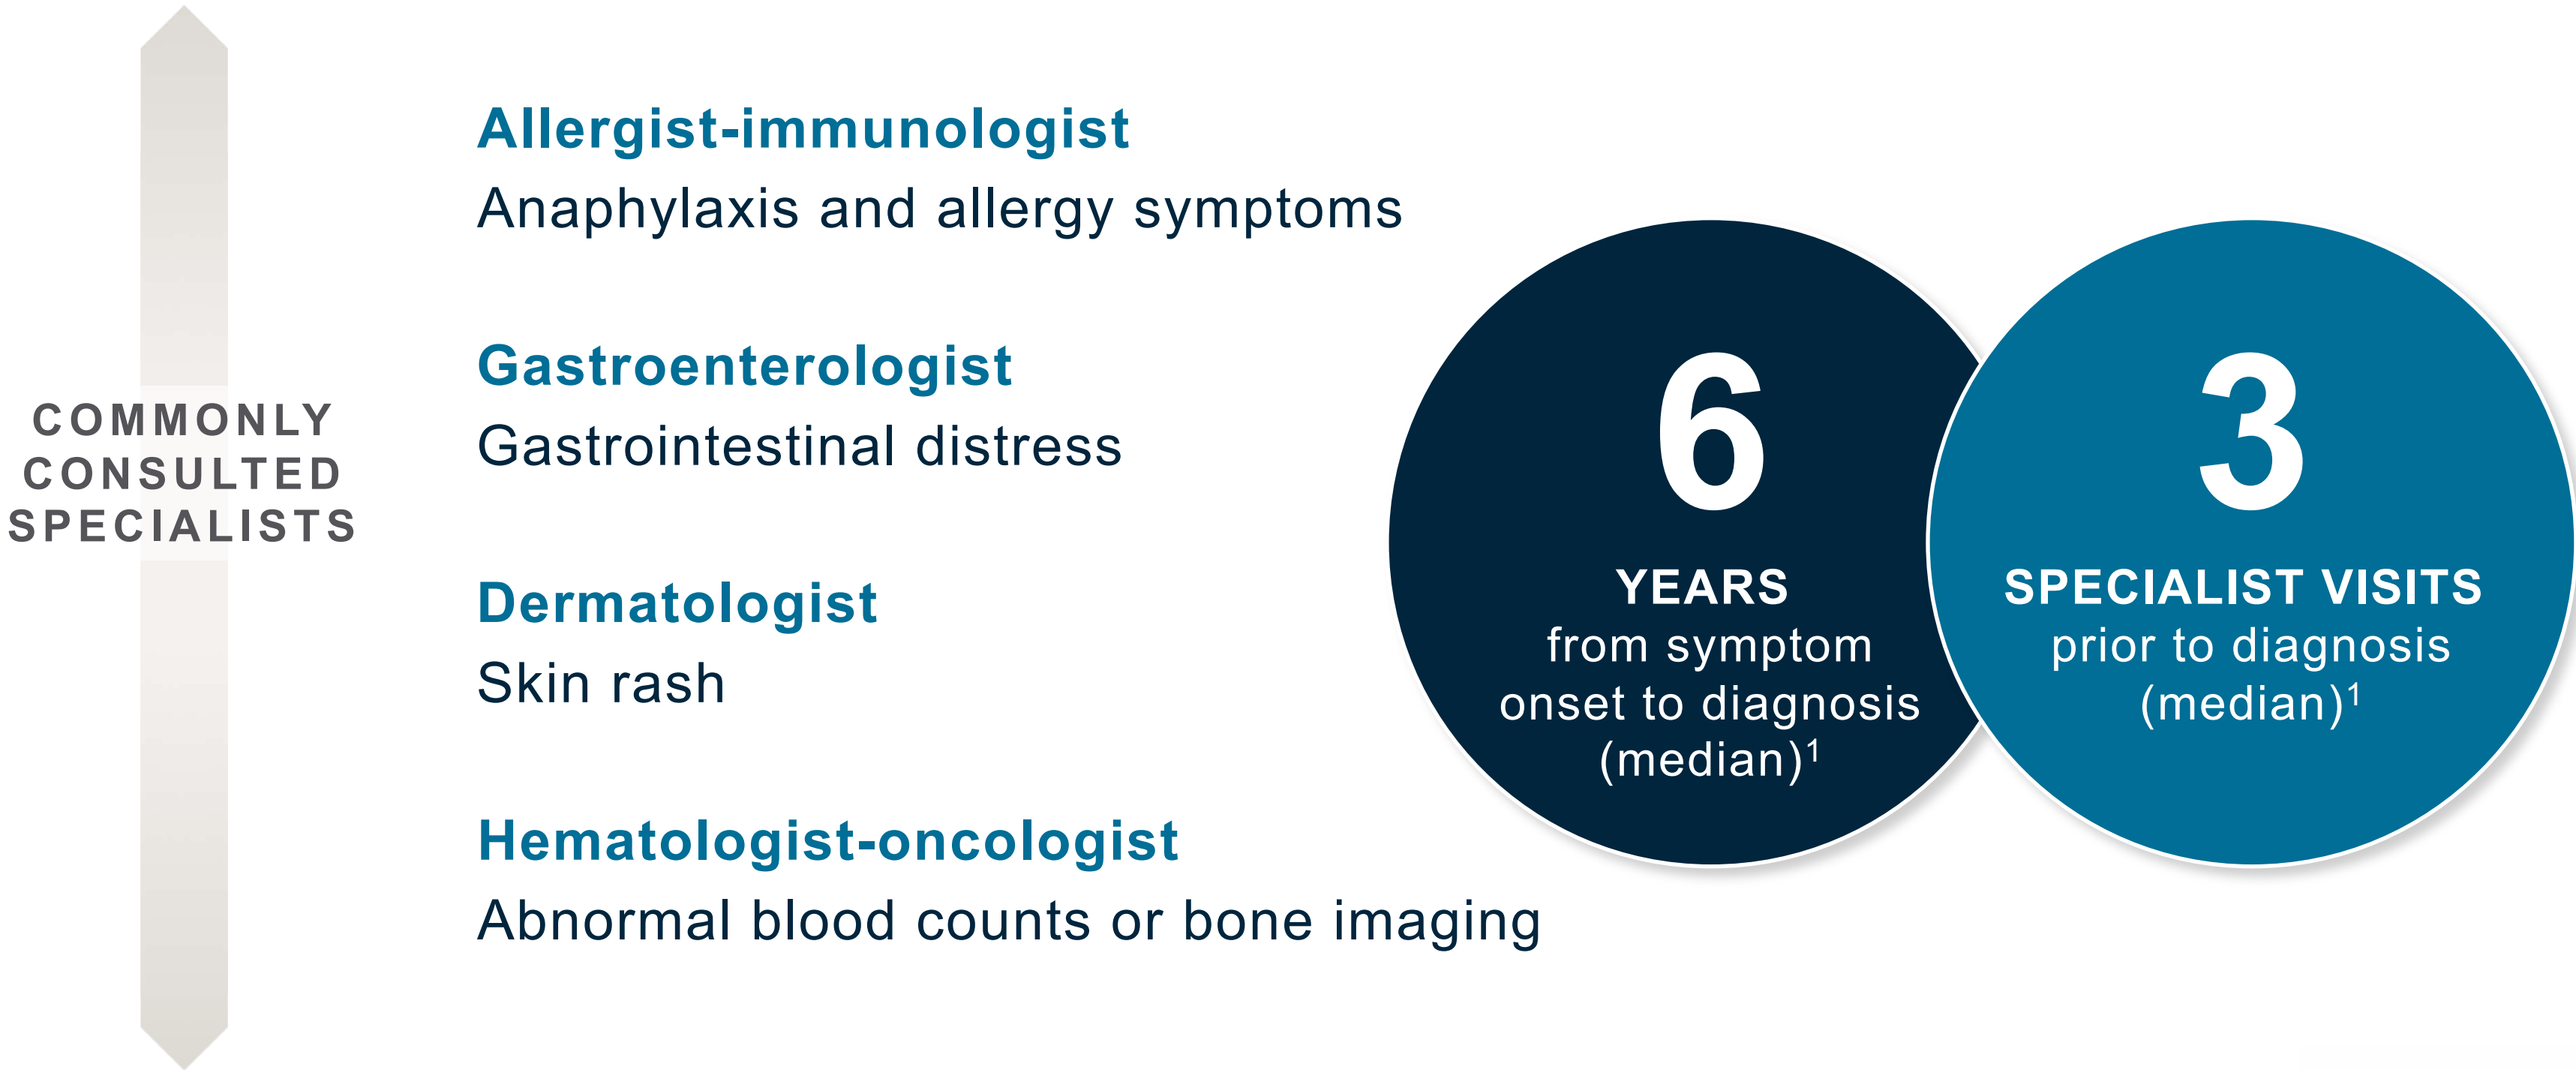 COMMONLY
CONSULTED
SPECIALISTS
Allergist-immunologist
Anaphylaxis and allergy symptoms
Gastroenterologist
Gastrointestinal distress
Dermatologist
Skin rash
Hematologist-oncologist
Abnormal blood counts or bone imaging
6
YEARS
from symptom
onset to diagnosis
(median)¹
3
SPECIALIST VISITS
prior to diagnosis
(median)¹